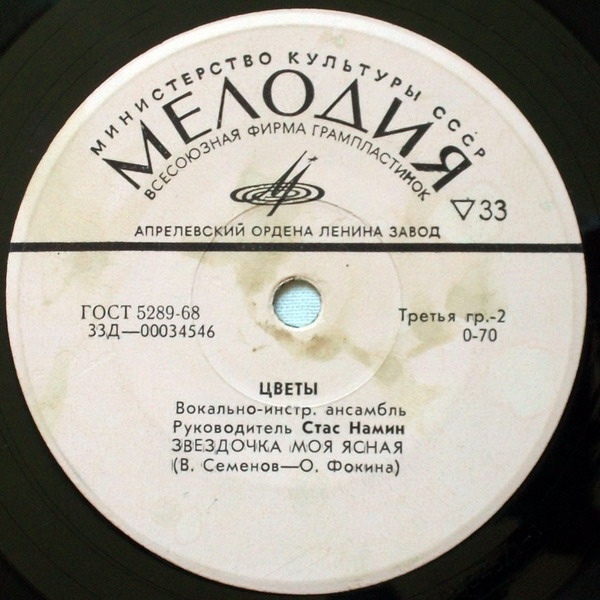 МИНИСТЕРСТВО КУЛЬТУРЫ СССР
МЕЛОДИЯ
ВСЕСОЮЗНАЯ ФИРМА ГРАМПЛАСТИНОК
▽33
АПРЕЛЕВСКИЙ ОРДЕНА ЛЕНИНА ЗАВОД
ГОСТ 5289-68
33Д—00034546
Третья гр.-2
0-70
ЦВЕТЫ
Вокально-инстр. ансамбль
Руководитель Стас Намин
ЗВЕЗДОЧКА МОЯ ЯСНАЯ
(В. Семенов—О. Фокина)